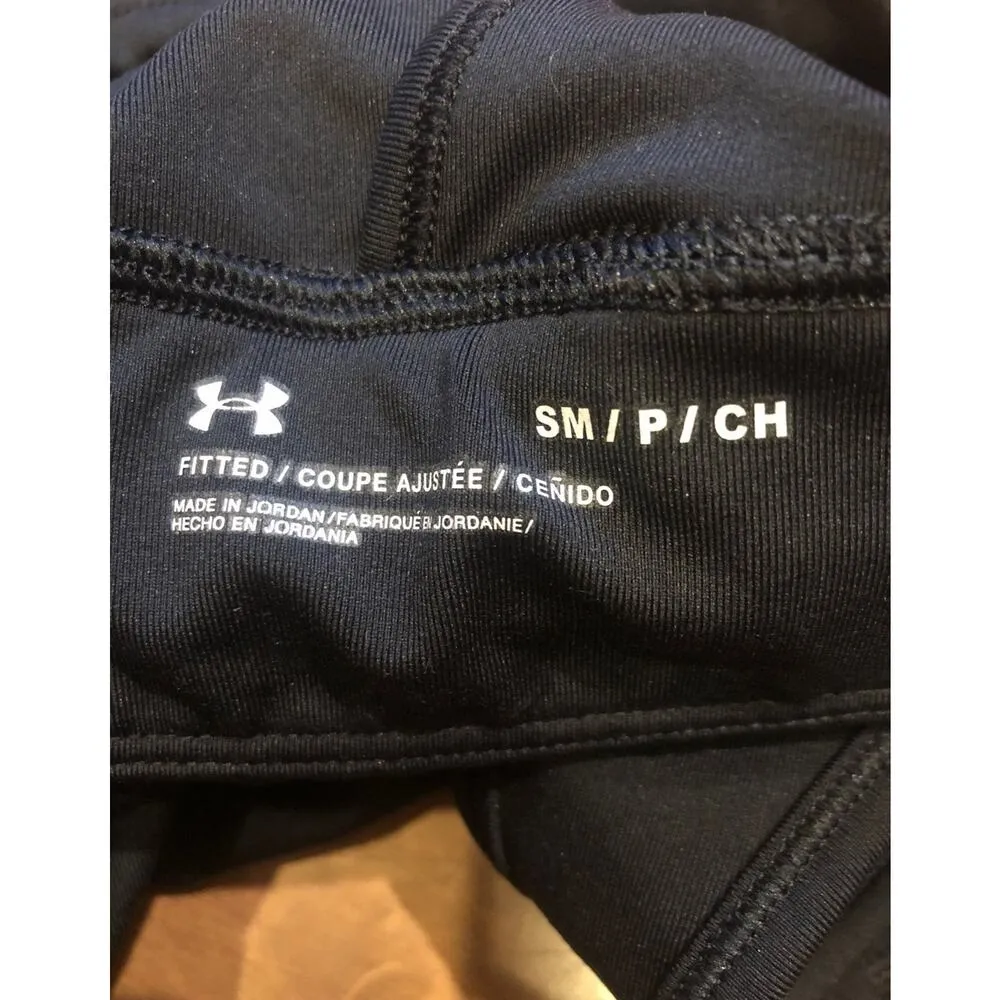 SM / P / CH
FITTED / COUPE AJUSTÉE / CEÑIDO
MADE IN JORDAN / FABRIQUÉ EN JORDANIE /
HECHO EN JORDANIA